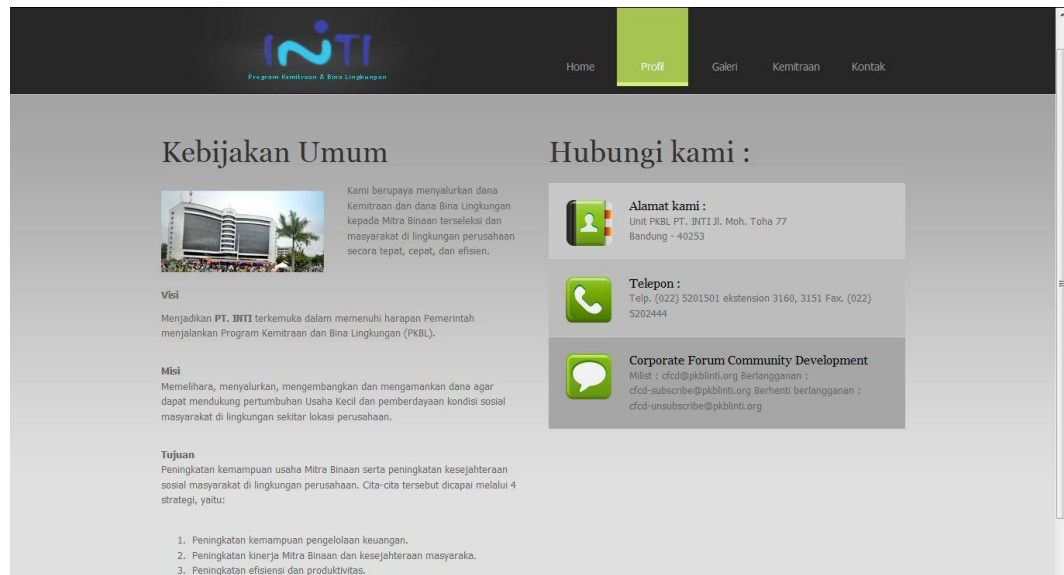 INTI
Program Kemitraan & Bina Lingkungan
Home Profil Galeri Kemitraan Kontak
Kebijakan Umum
Kami berupaya menyalurkan dana
Kemitraan dan dana Bina Lingkungan
kepada Mitra Binaan terseleksi dan
masyarakat di lingkungan perusahaan
secara tepat, cepat, dan efisien.
Visi
Menjadikan PT. INTI terkemuka dalam memenuhi harapan Pemerintah
menjalankan Program Kemitraan dan Bina Lingkungan (PKBL).
Misi
Memelihara, menyalurkan, mengembangkan dan mengamankan dana agar
dapat mendukung pertumbuhan Usaha Kecil dan pemberdayaan kondisi sosial
masyarakat di lingkungan sekitar lokasi perusahaan.
Tujuan
Peningkatan kemampuan usaha Mitra Binaan serta peningkatan kesejahteraan
sosial masyarakat di lingkungan perusahaan. Cita-cita tersebut dicapai melalui 4
strategi, yaitu:
1. Peningkatan kemampuan pengelolaan keuangan.
2. Peningkatan kinerja Mitra Binaan dan kesejahteraan masyaraka.
3. Peningkatan efisiensi dan produktivitas.
Hubungi kami :
Alamat kami :
Unit PKBL PT. INTI Jl. Moh. Toha 77
Bandung - 40253
Telepon :
Telp. (022) 5201501 ekstension 3160, 3151 Fax. (022)
5202444
Corporate Forum Community Development
Milist : cfcd@pkblinti.org Berlangganan :
cfcd-subscribe@pkblinti.org Berhenti berlangganan :
cfcd-unsubscribe@pkblinti.org